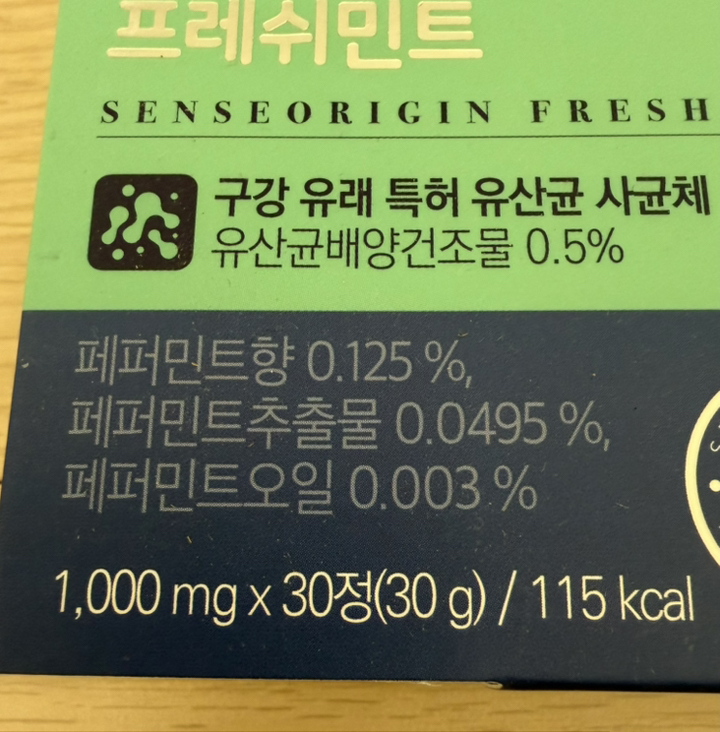 프레쉬민트
SENSEORIGIN FRESH
구강 유래 특허 유산균 사균체
유산균배양건조물 0.5%
페퍼민트향 0.125 %,
페퍼민트추출물 0.0495 %,
페퍼민트오일 0.003 %
1,000 mg x 30정(30 g) / 115 kcal